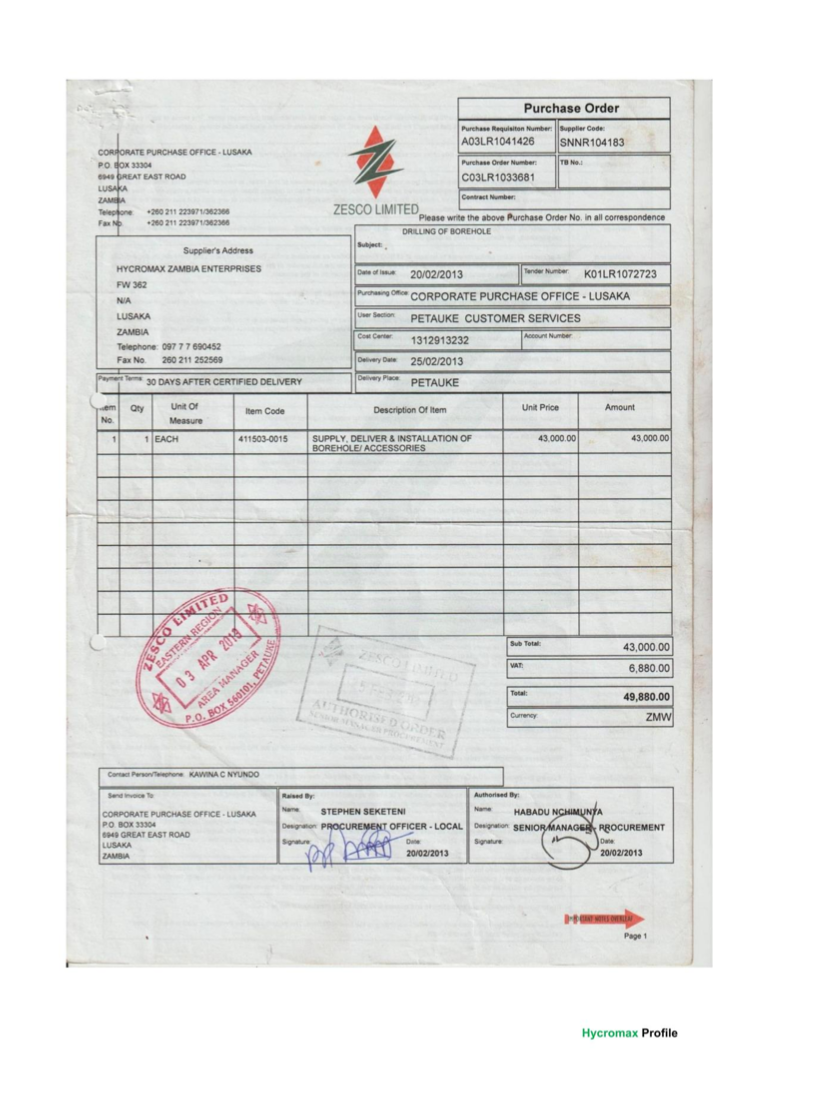 Purchase Order
Purchase Requisiton Number: Supplier Code:
A03LR1041426 SNNR104183
Purchase Order Number: TB No.:
C03LR1033681
Contract Number:
CORPORATE PURCHASE OFFICE - LUSAKA
P.O. BOX 33304
6949 GREAT EAST ROAD
LUSAKA
ZAMBIA
Telephone: +260 211 223971/362366
Fax No. +260 211 223971/362366
ZESCO LIMITED
Please write the above Purchase Order No. in all correspondence
DRILLING OF BOREHOLE
Subject:
Supplier's Address
HYCROMAX ZAMBIA ENTERPRISES
FW 362
N/A
LUSAKA
ZAMBIA
Telephone: 097 7 7 690452
Fax No. 260 211 252569
Date of Issue: 20/02/2013 Tender Number: K01LR1072723
Purchasing Office: CORPORATE PURCHASE OFFICE - LUSAKA
User Section: PETAUKE CUSTOMER SERVICES
Cost Center: 1312913232 Account Number:
Delivery Date: 25/02/2013
Payment Terms: 30 DAYS AFTER CERTIFIED DELIVERY
Delivery Place: PETAUKE
Item No. Qty Unit Of Measure Item Code Description Of Item Unit Price Amount
1 1 EACH 411503-0015 SUPPLY, DELIVER & INSTALLATION OF 43,000.00 43,000.00
BOREHOLE/ ACCESSORIES
ZESCO LIMITED
EASTERN REGION
03 APR 2013
AREA MANAGER
P.O. BOX 560101, PETAUKE
ZESCO LIMITED
AUTHORISED ORDER
SENIOR MANAGER PROCUREMENT
Sub Total: 43,000.00
VAT: 6,880.00
Total: 49,880.00
Currency: ZMW
Contact Person/Telephone: KAWINA C NYUNDO
Send Invoice To:
CORPORATE PURCHASE OFFICE - LUSAKA
P.O. BOX 33304
6949 GREAT EAST ROAD
LUSAKA
ZAMBIA
Raised By:
Name: STEPHEN SEKETENI
Designation: PROCUREMENT OFFICER - LOCAL
Signature: Date:
20/02/2013
Authorised By:
Name: HABADU NCHIMUNYA
Designation: SENIOR MANAGER - PROCUREMENT
Signature: Date:
20/02/2013
IMPORTANT NOTES OVERLEAF
Page 1
Hycromax Profile